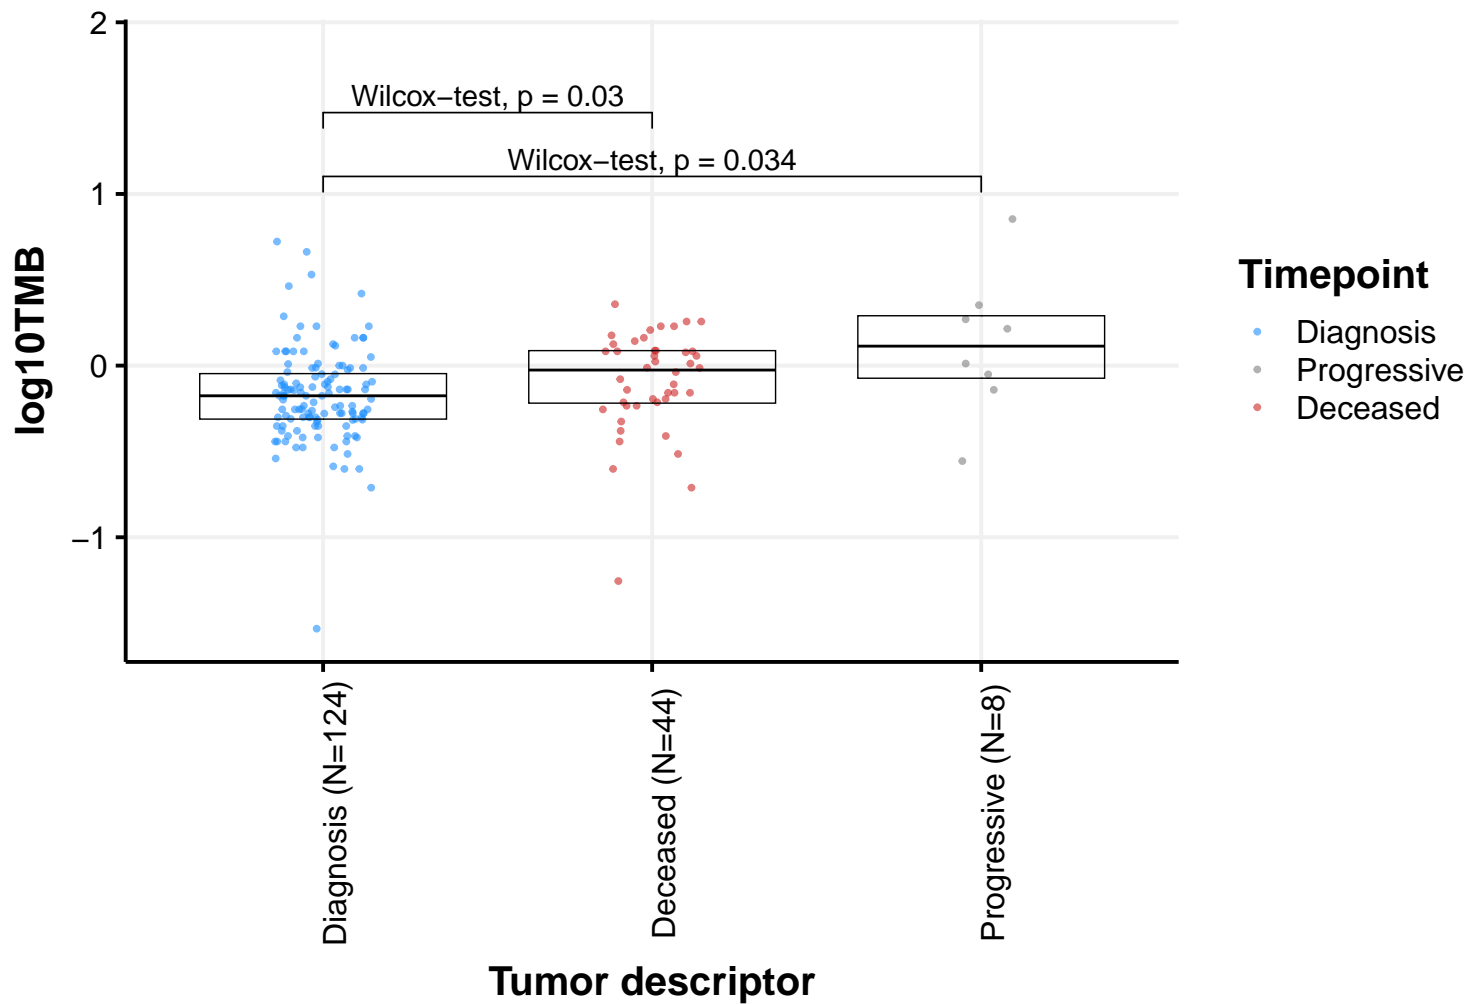 2
Wilcox−test, p = 0.03
Wilcox−test, p = 0.034
1
0
−1
log10TMB
Diagnosis (N=124)
Deceased (N=44)
Progressive (N=8)
Tumor descriptor
Timepoint
Diagnosis
Progressive
Deceased